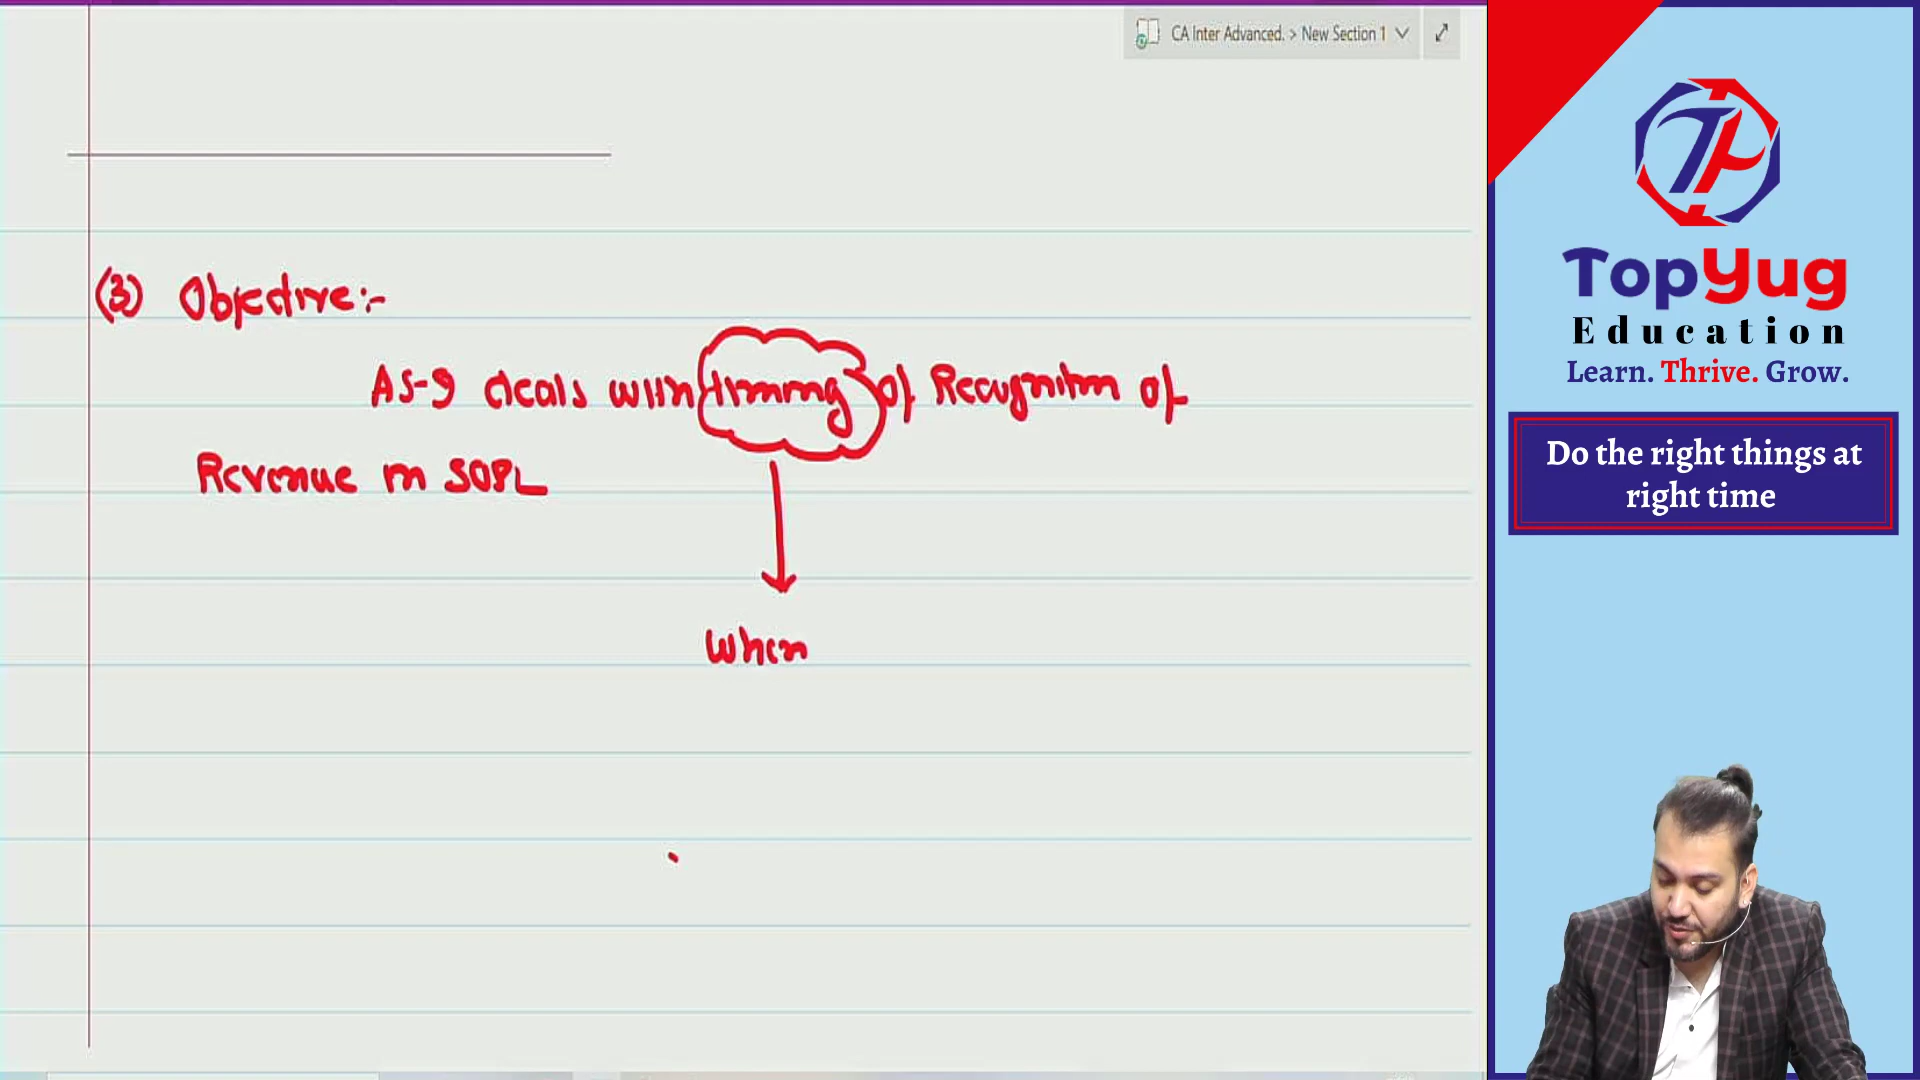 CA Inter Advanced. > New Section 1
(3) Objective:-
AS-9 deals with timing of Recognition of
Revenue in SOPL
When
TopYug
Education
Learn. Thrive. Grow.
Do the right things at
right time